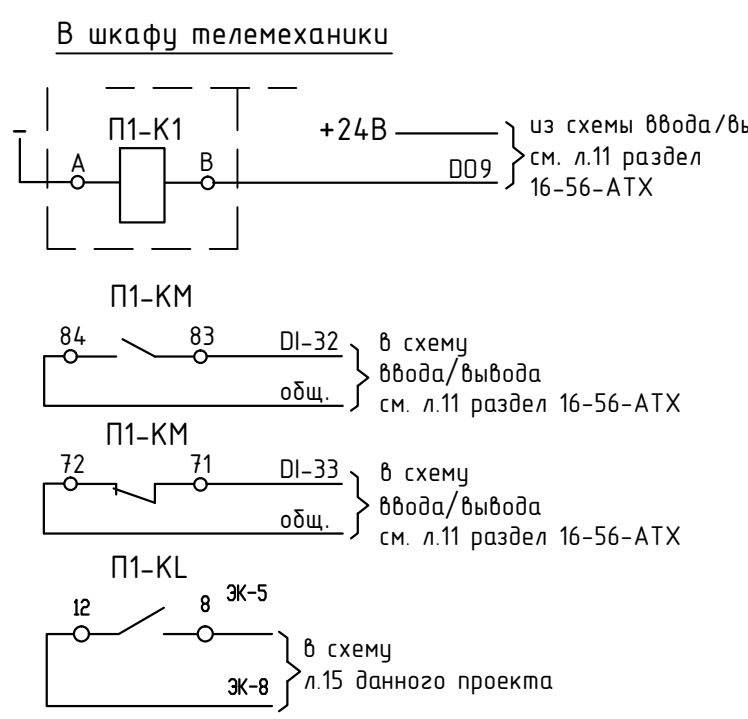 В шкафу телемеханики
П1-К1
+24В
из схемы ввода/вы
-
А
В
DO9
см. л.11 раздел
16-56-АТХ
П1-КМ
84
83
DI-32
в схему
ввода/вывода
общ.
см. л.11 раздел 16-56-АТХ
П1-КМ
72
71
DI-33
в схему
ввода/вывода
общ.
см. л.11 раздел 16-56-АТХ
П1-KL
12
8
ЭК-5
в схему
ЭК-8
л.15 данного проекта